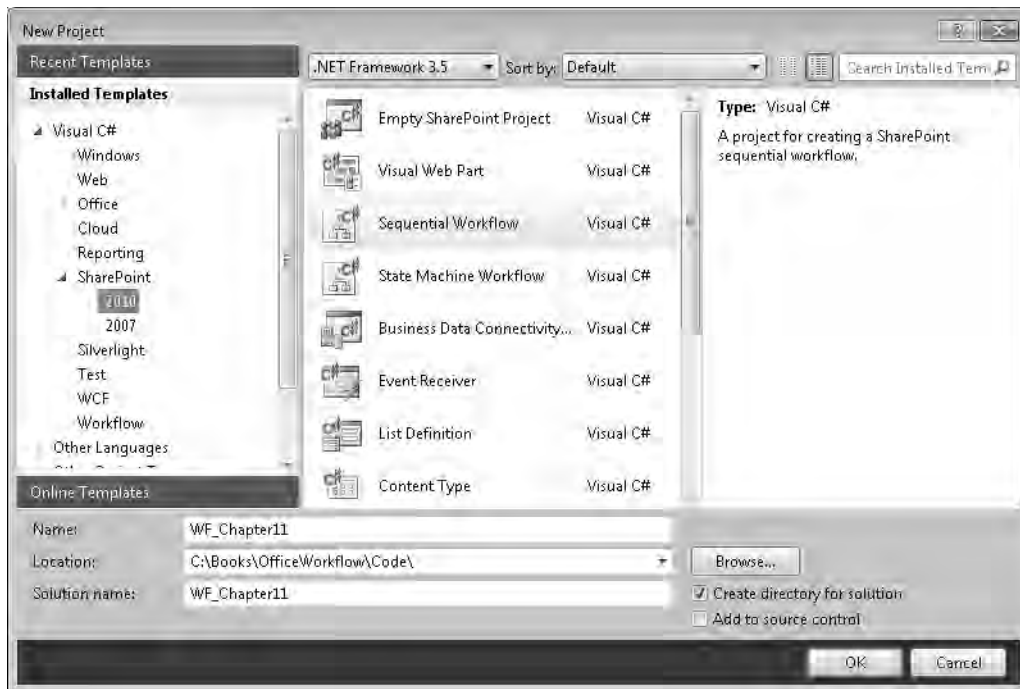 New Project
Recent Templates
.NET Framework 3.5
Sort by:
Default
Search Installed Tem
Installed Templates
Visual C#
Windows
Web
Office
Cloud
Reporting
SharePoint
2010
2007
Silverlight
Test
WCF
Workflow
Other Languages
Online Templates
Empty SharePoint Project Visual C#
Visual Web Part Visual C#
Sequential Workflow Visual C#
State Machine Workflow Visual C#
Business Data Connectivity... Visual C#
Event Receiver Visual C#
List Definition Visual C#
Content Type Visual C#
Type: Visual C#
A project for creating a SharePoint
sequential workflow.
Name: WF_Chapter11
Location: C:\Books\OfficeWorkflow\Code\
Browse...
Solution name: WF_Chapter11
Create directory for solution
Add to source control
OK Cancel